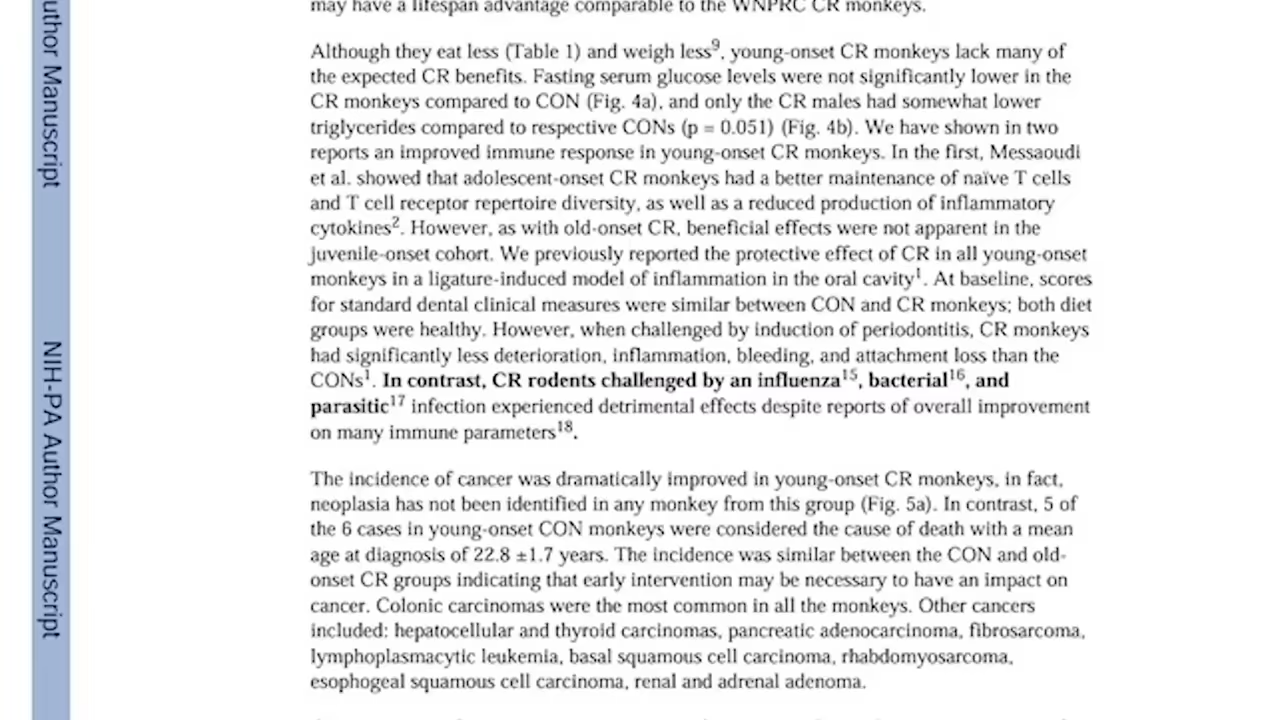 may have a lifespan advantage comparable to the WNPRC CR monkeys.
Although they eat less (Table 1) and weigh less⁹, young-onset CR monkeys lack many of
the expected CR benefits. Fasting serum glucose levels were not significantly lower in the
CR monkeys compared to CON (Fig. 4a), and only the CR males had somewhat lower
triglycerides compared to respective CONs (p = 0.051) (Fig. 4b). We have shown in two
reports an improved immune response in young-onset CR monkeys. In the first, Messaoudi
et al. showed that adolescent-onset CR monkeys had a better maintenance of naïve T cells
and T cell receptor repertoire diversity, as well as a reduced production of inflammatory
cytokines². However, as with old-onset CR, beneficial effects were not apparent in the
juvenile-onset cohort. We previously reported the protective effect of CR in all young-onset
monkeys in a ligature-induced model of inflammation in the oral cavity¹. At baseline, scores
for standard dental clinical measures were similar between CON and CR monkeys; both diet
groups were healthy. However, when challenged by induction of periodontitis, CR monkeys
had significantly less deterioration, inflammation, bleeding, and attachment loss than the
CONs¹. In contrast, CR rodents challenged by an influenza¹⁵, bacterial¹⁶, and
parasitic¹⁷ infection experienced detrimental effects despite reports of overall improvement
on many immune parameters¹⁸.
The incidence of cancer was dramatically improved in young-onset CR monkeys, in fact,
neoplasia has not been identified in any monkey from this group (Fig. 5a). In contrast, 5 of
the 6 cases in young-onset CON monkeys were considered the cause of death with a mean
age at diagnosis of 22.8 ±1.7 years. The incidence was similar between the CON and old-
onset CR groups indicating that early intervention may be necessary to have an impact on
cancer. Colonic carcinomas were the most common in all the monkeys. Other cancers
included: hepatocellular and thyroid carcinomas, pancreatic adenocarcinoma, fibrosarcoma,
lymphoplasmacytic leukemia, basal squamous cell carcinoma, rhabdomyosarcoma,
esophogeal squamous cell carcinoma, renal and adrenal adenoma.
uthor Manuscript
NIH-PA Author Manuscript